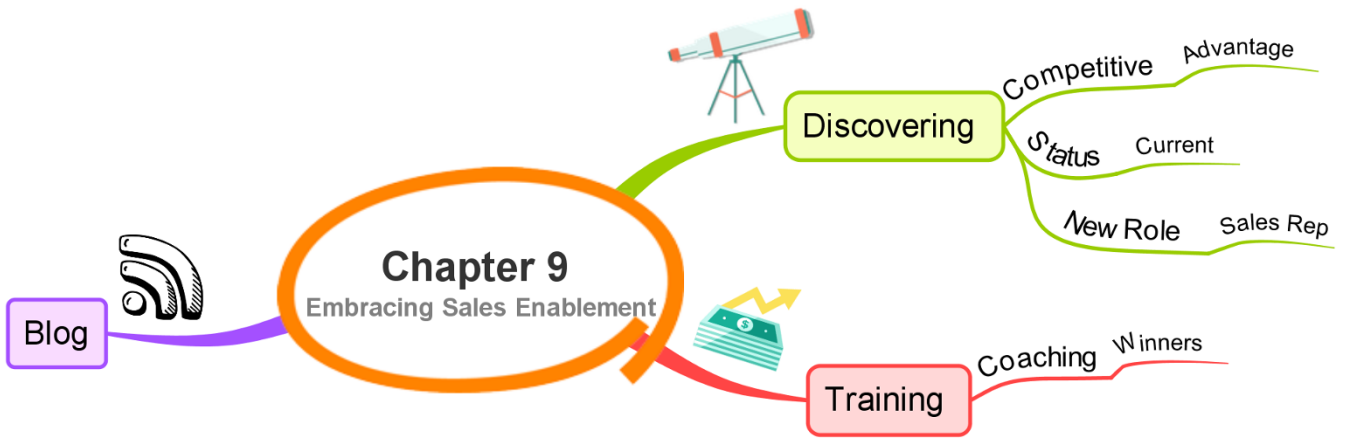 Chapter 9
Embracing Sales Enablement
Discovering
Competitive
Advantage
Status
Current
New Role
Sales Rep
Training
Coaching
Winners
Blog
$